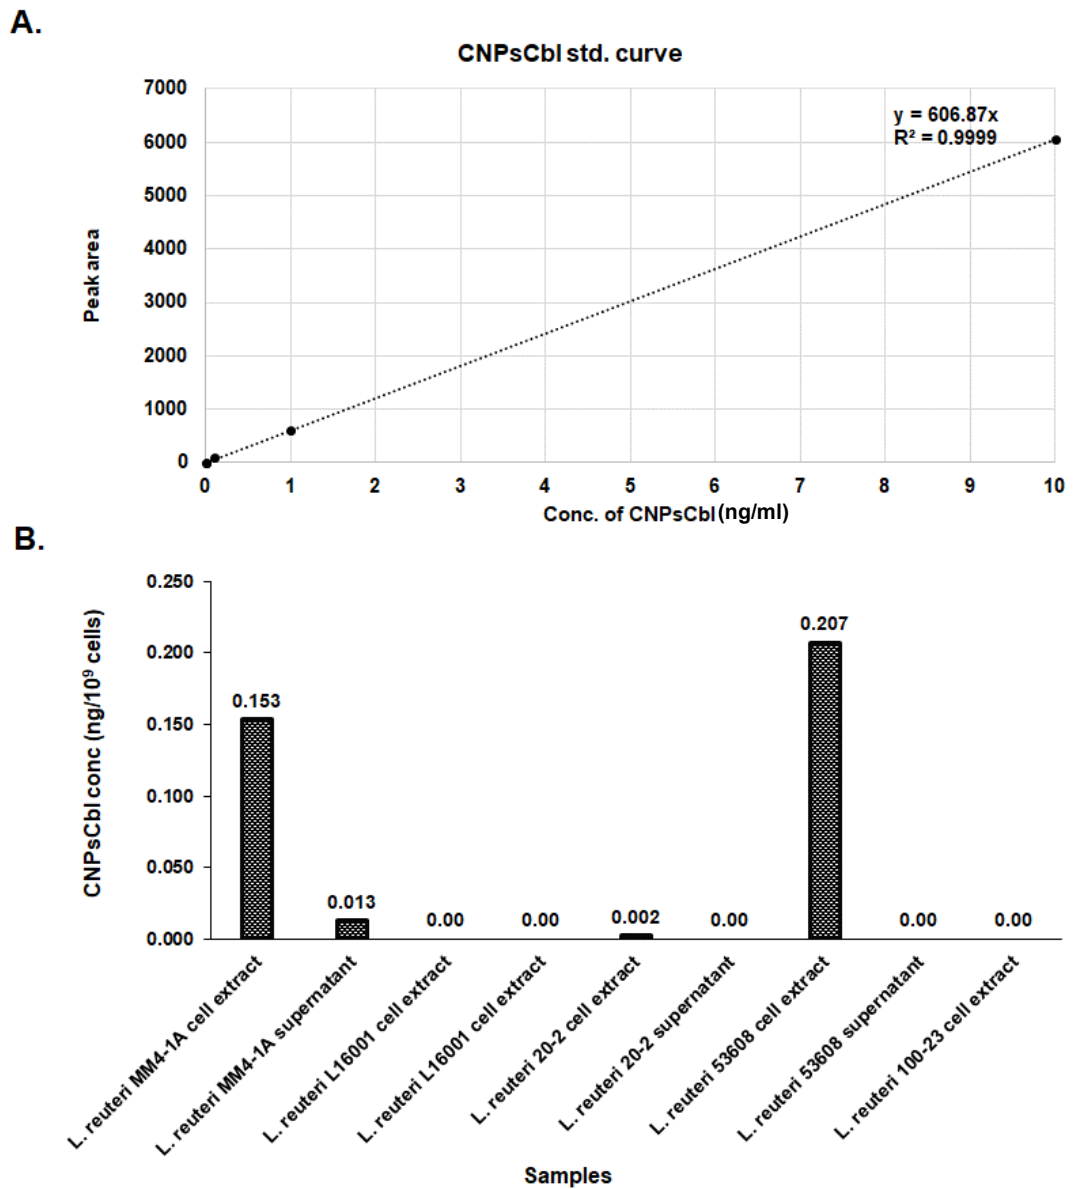 A.
CNPsCbl std. curve
7000
y = 606.87x
6000
R² = 0.9999
5000
4000
Peak area
3000
2000
1000
0
0 1 2 3 4 5 6 7 8 9 10
Conc. of CNPsCbl (ng/ml)
B.
CNPsCbl conc (ng/10⁹ cells)
0.250
0.200
0.150
0.100
0.050
0.000
0.153
0.013
0.00
0.00
0.002
0.00
0.207
0.00
0.00
L. reuteri MM4-1A cell extract
L. reuteri MM4-1A supernatant
L. reuteri L16001 cell extract
L. reuteri L16001 cell extract
L. reuteri 20-2 cell extract
L. reuteri 20-2 supernatant
L. reuteri 53608 cell extract
L. reuteri 53608 supernatant
L. reuteri 100-23 cell extract
Samples